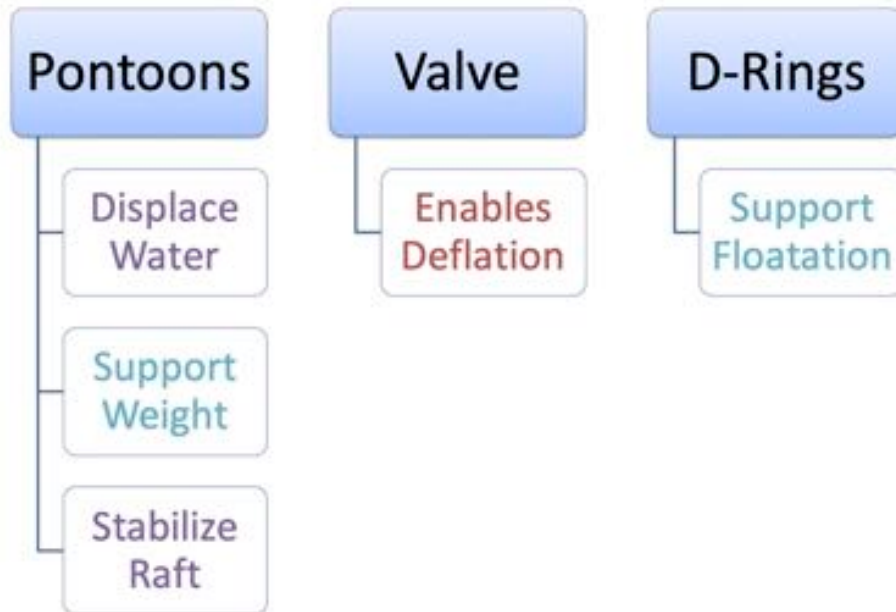 Pontoons
Displace
Water
Support
Weight
Stabilize
Raft
Valve
Enables
Deflation
D-Rings
Support
Floatation